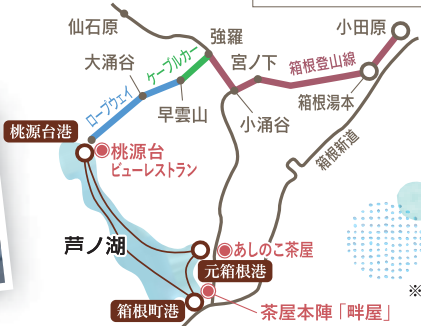 仙石原
強羅
小田原
大涌谷
ケーブルカー
宮ノ下
箱根登山線
ロープウェイ
早雲山
箱根湯本
小涌谷
桃源台港
桃源台
ビューレストラン
箱根新道
芦ノ湖
あしのこ茶屋
元箱根港
箱根町港
茶屋本陣「畔屋」
※